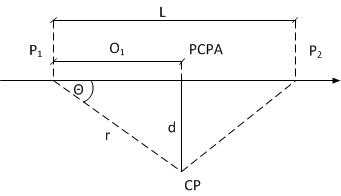 L
P₁ O₁ PCPA P₂
Θ
r d
CP